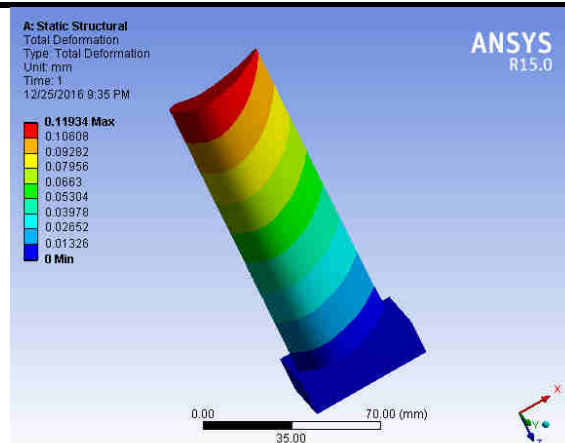 A: Static Structural
Total Deformation
Type: Total Deformation
Unit: mm
Time: 1
12/25/2016 9:35 PM
ANSYS
R15.0
0.11934 Max
0.10608
0.09282
0.07956
0.0663
0.05304
0.03978
0.02652
0.01326
0 Min
0.00
70.00 (mm)
35.00
X
Y
Z